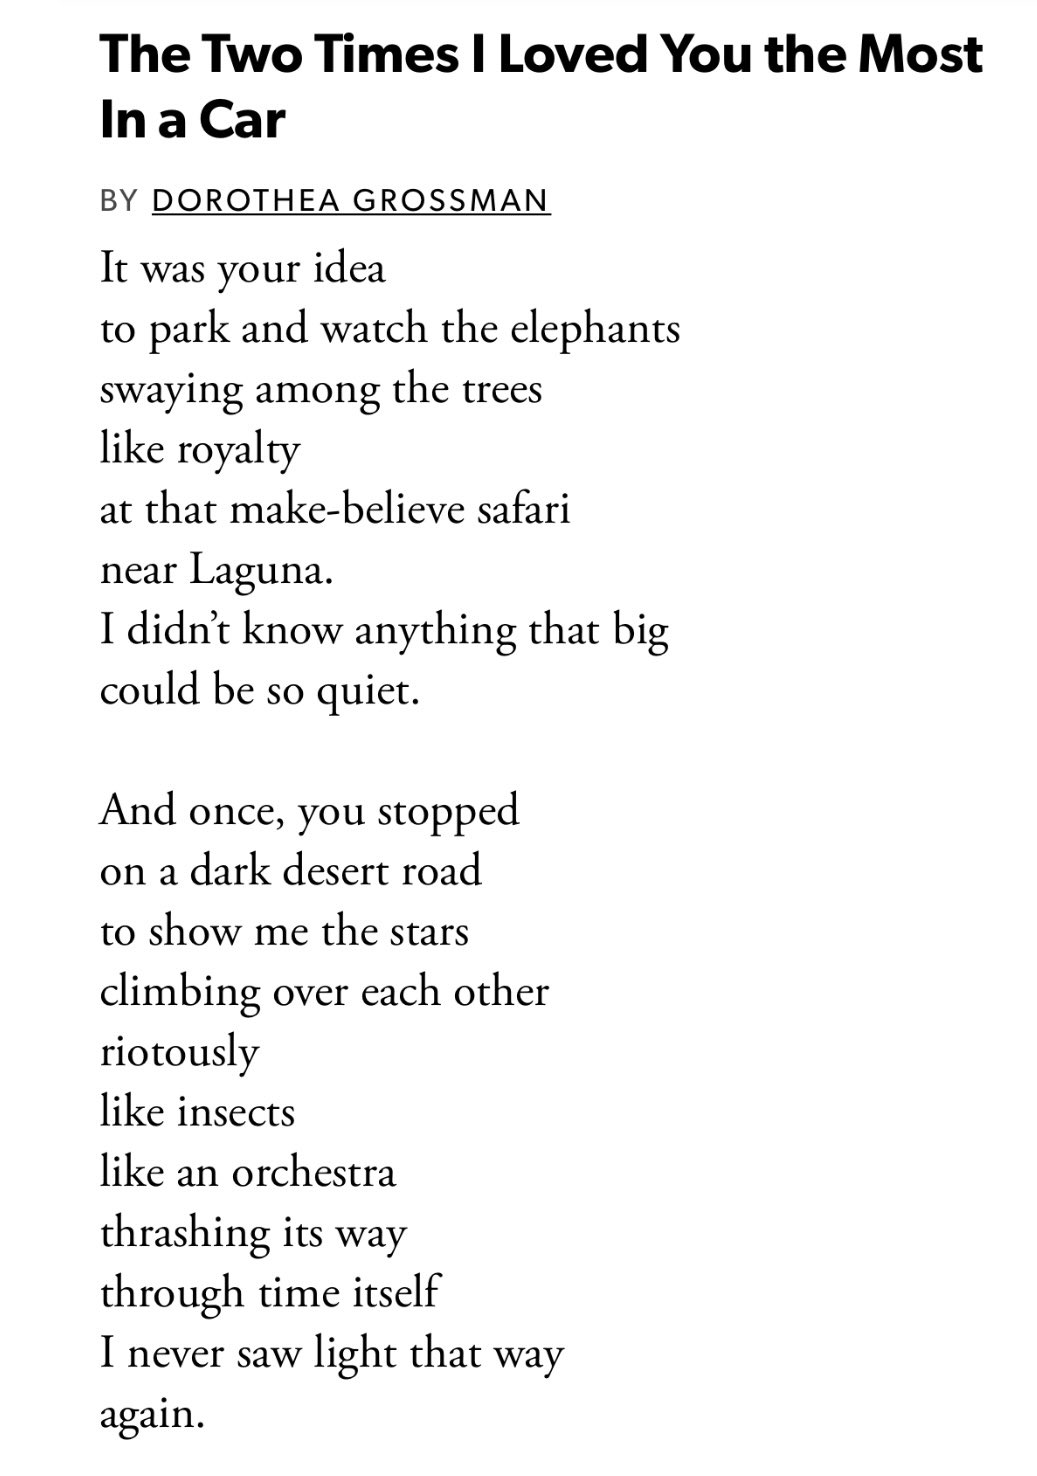 The Two Times I Loved You the Most
In a Car
BY DOROTHEA GROSSMAN
It was your idea
to park and watch the elephants
swaying among the trees
like royalty
at that make-believe safari
near Laguna.
I didn’t know anything that big
could be so quiet.

And once, you stopped
on a dark desert road
to show me the stars
climbing over each other
riotously
like insects
like an orchestra
thrashing its way
through time itself
I never saw light that way
again.